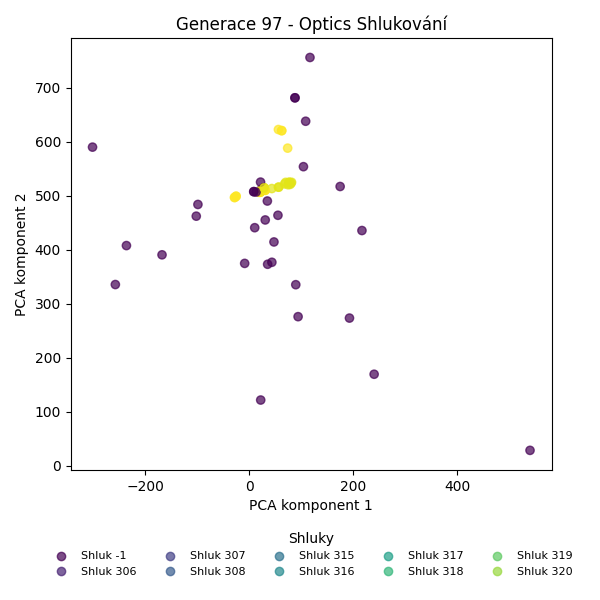 Generace 97 - Optics Shlukování
PCA komponent 2
700
600
500
400
300
200
100
0
−200
0
200
400
PCA komponent 1
Shluky
Shluk -1 Shluk 307 Shluk 315 Shluk 317 Shluk 319
Shluk 306 Shluk 308 Shluk 316 Shluk 318 Shluk 320